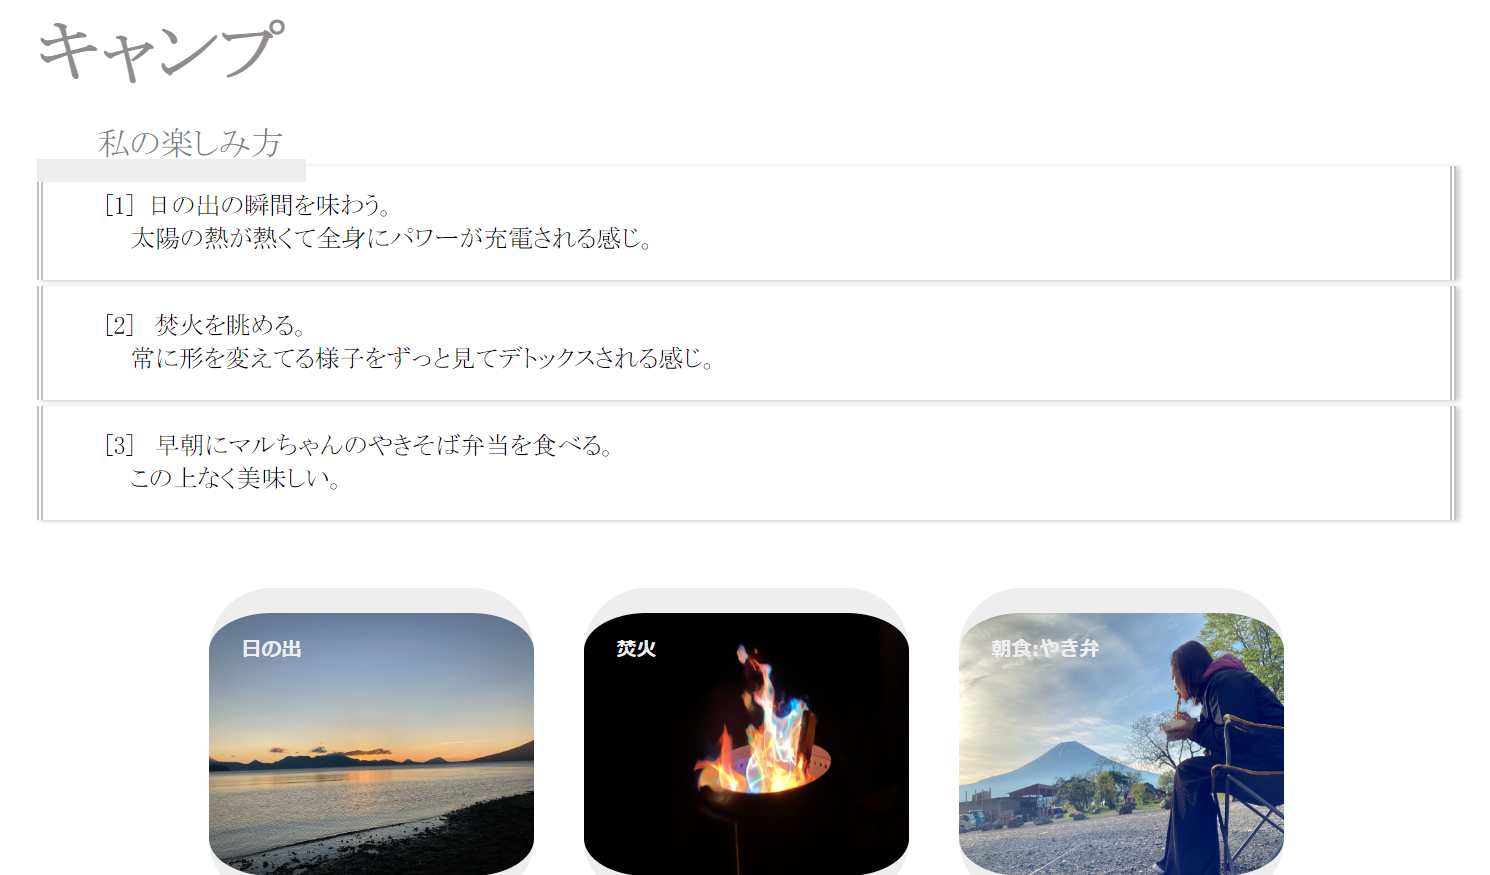 キャンプ
私の楽しみ方
[1] 日の出の瞬間を味わう。
太陽の熱が熱くて全身にパワーが充電される感じ。
[2] 焚火を眺める。
常に形を変えてる様子をずっと見てデトックスされる感じ。
[3] 早朝にマルちゃんのやきそば弁当を食べる。
この上なく美味しい。
日の出
焚火
朝食:やき弁